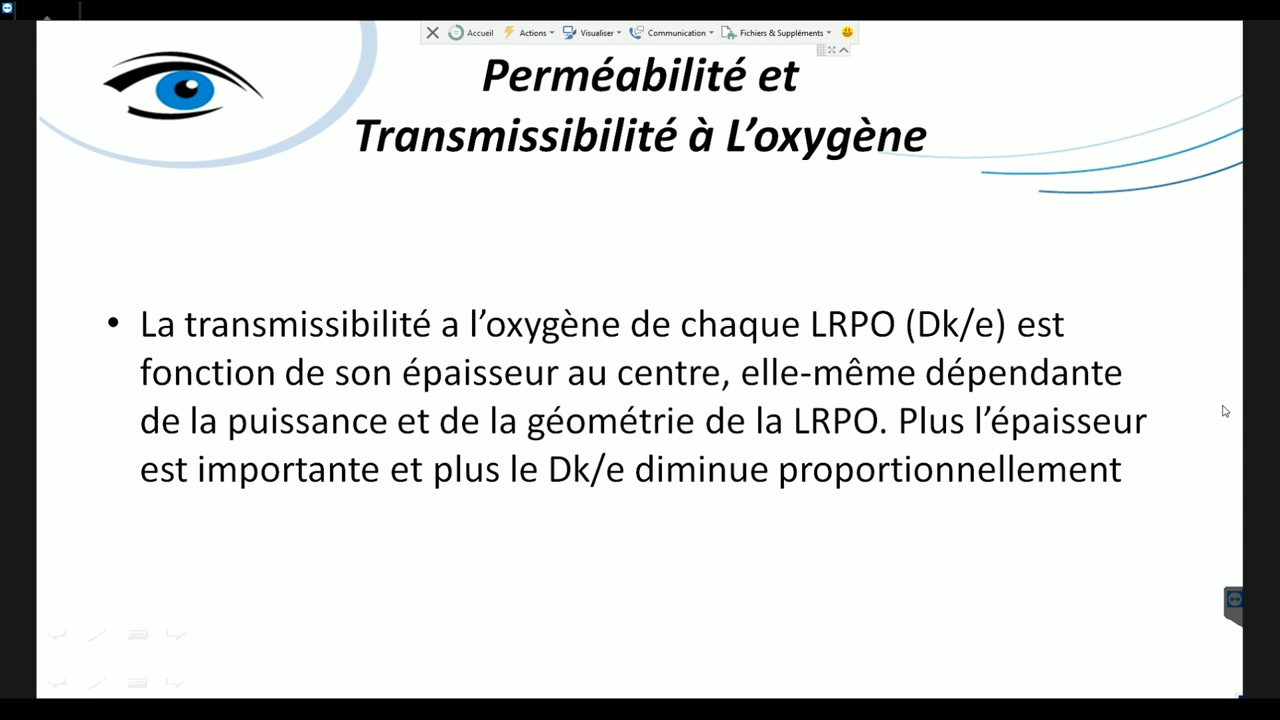 Accueil Actions Visualiser Communication Fichiers & Suppléments
Perméabilité et
Transmissibilité à L’oxygène
• La transmissibilité a l’oxygène de chaque LRPO (Dk/e) est
fonction de son épaisseur au centre, elle-même dépendante
de la puissance et de la géométrie de la LRPO. Plus l’épaisseur
est importante et plus le Dk/e diminue proportionnellement